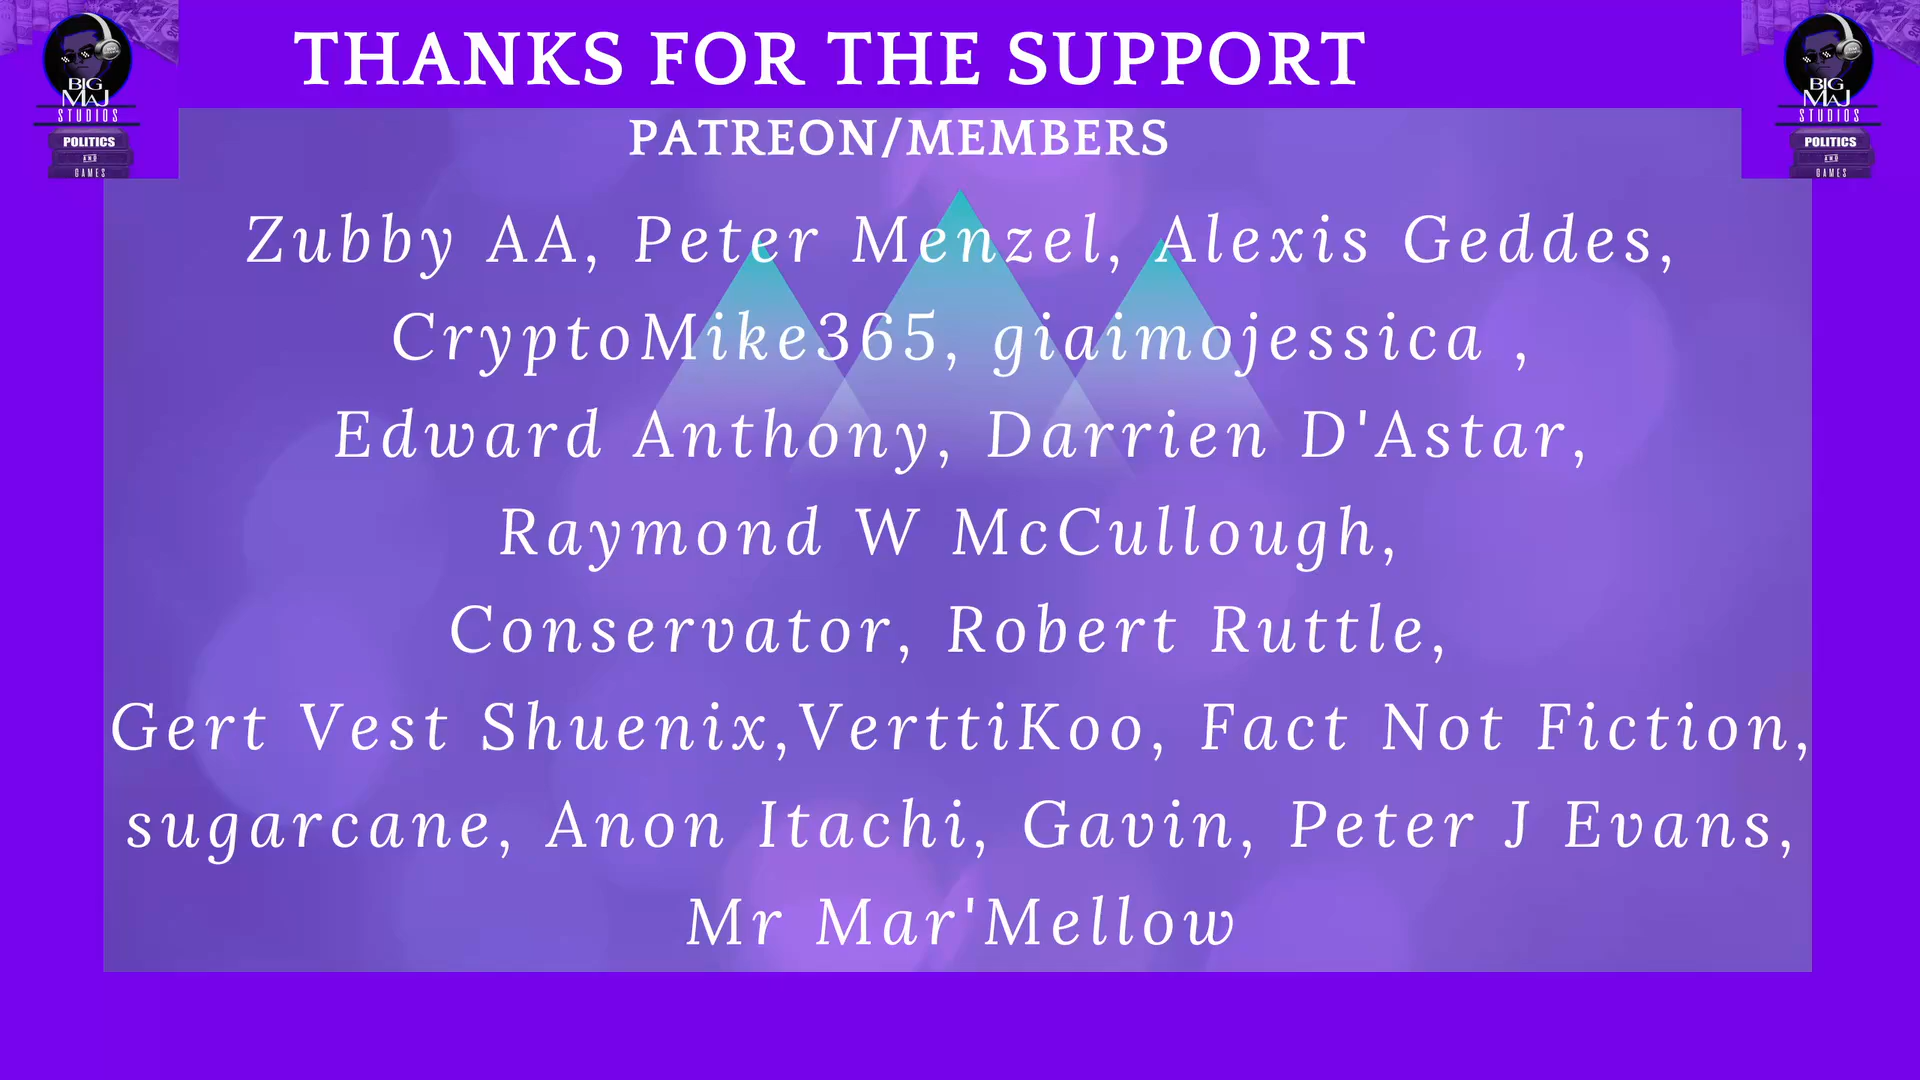 THANKS FOR THE SUPPORT
BIG
MAJ
STUDIOS
POLITICS
AND
GAMES
BIG
MAJ
STUDIOS
POLITICS
AND
GAMES
PATREON/MEMBERS
Zubby AA, Peter Menzel, Alexis Geddes,
CryptoMike365, giaimojessica ,
Edward Anthony, Darrien D'Astar,
Raymond W McCullough,
Conservator, Robert Ruttle,
Gert Vest Shuenix,VerttiKoo, Fact Not Fiction,
sugarcane, Anon Itachi, Gavin, Peter J Evans,
Mr Mar'Mellow